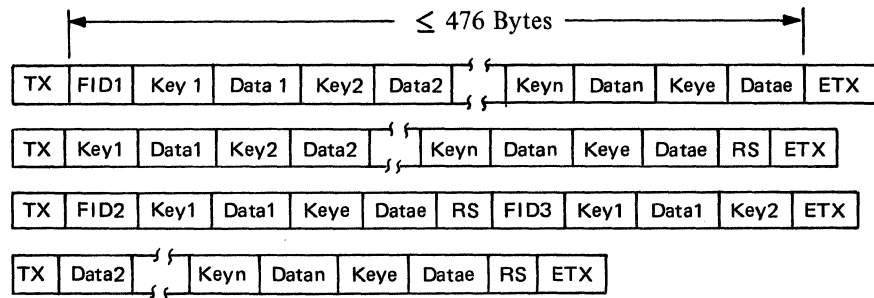 ≤ 476 Bytes
TX FID1 Key 1 Data 1 Key2 Data2 Keyn Datan Keye Datae ETX
TX Key1 Data1 Key2 Data2 Keyn Datan Keye Datae RS ETX
TX FID2 Key1 Data1 Keye Datae RS FID3 Key1 Data1 Key2 ETX
TX Data2 Keyn Datan Keye Datae RS ETX